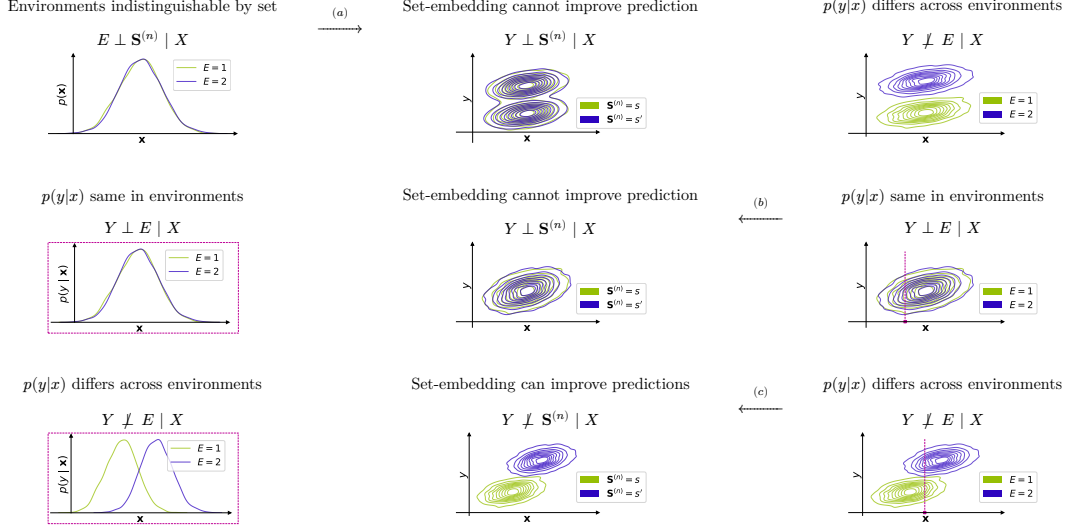 Environments indistinguishable by set
(a)
Set-embedding cannot improve prediction
p(y|x) differs across environments
E ⊥ S^(n) | X
Y ⊥ S^(n) | X
Y ⊥̸ E | X
p(x)
E = 1
E = 2
x
y
S^(n) = s
S^(n) = s′
x
y
E = 1
E = 2
x
p(y|x) same in environments
Set-embedding cannot improve prediction
(b)
p(y|x) same in environments
Y ⊥ E | X
Y ⊥ S^(n) | X
Y ⊥ E | X
p(y | x)
E = 1
E = 2
x
y
S^(n) = s
S^(n) = s′
x
y
E = 1
E = 2
x
p(y|x) differs across environments
Set-embedding can improve predictions
(c)
p(y|x) differs across environments
Y ⊥̸ E | X
Y ⊥̸ S^(n) | X
Y ⊥̸ E | X
p(y | x)
E = 1
E = 2
x
y
S^(n) = s
S^(n) = s′
x
y
E = 1
E = 2
x